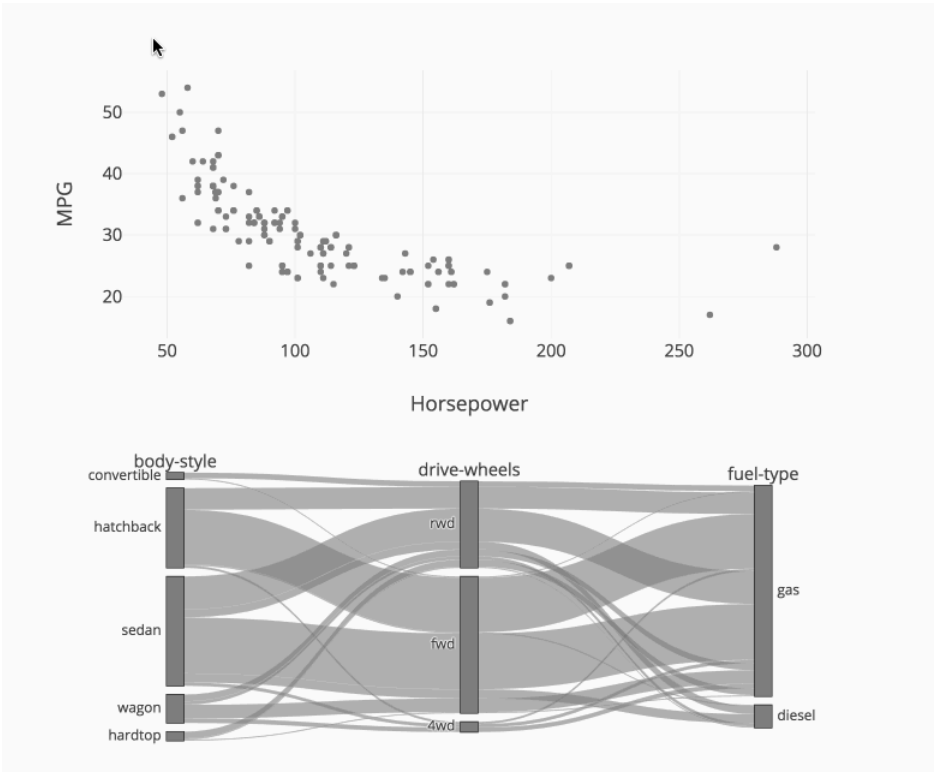 50
40
30
20
MPG
50 100 150 200 250 300
Horsepower
body-style drive-wheels fuel-type
convertible
hatchback
sedan
wagon
hardtop
rwd
fwd
4wd
gas
diesel